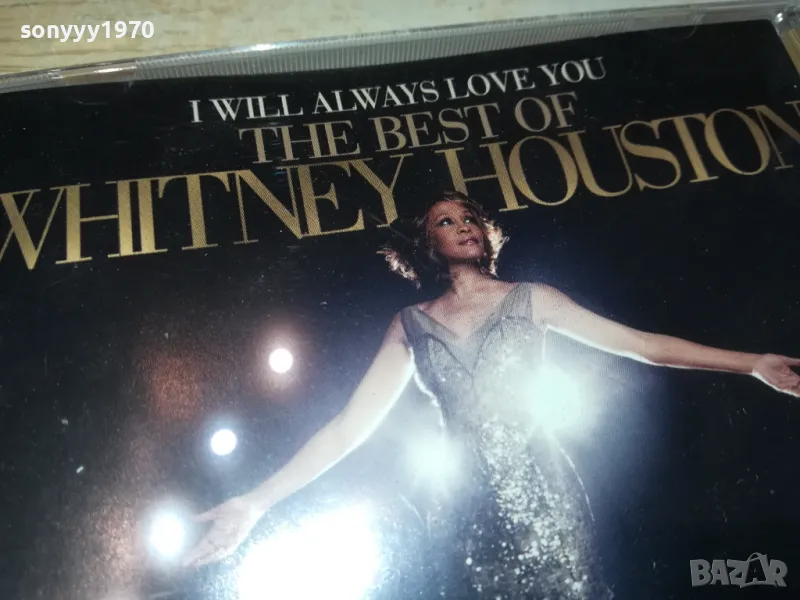 sonyyy1970
I WILL ALWAYS LOVE YOU
THE BEST OF
WHITNEY HOUSTON
BAZAR